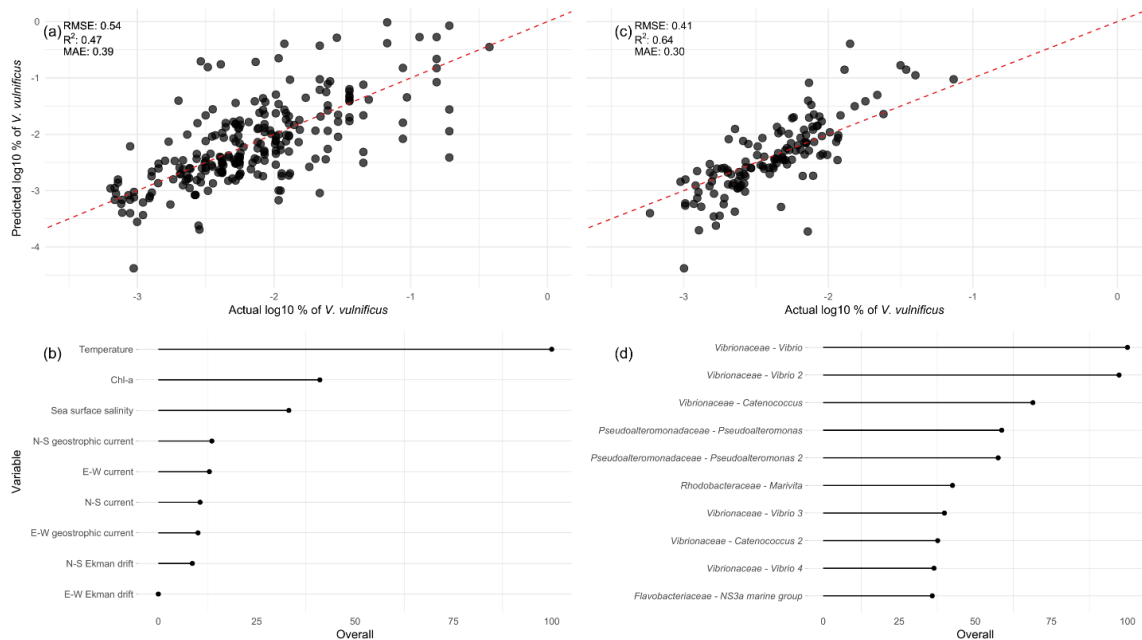 (a)
RMSE: 0.54
R²: 0.47
MAE: 0.39
Predicted log10 % of V. vulnificus
0
-1
-2
-3
-4
-3
-2
-1
0
Actual log10 % of V. vulnificus
(c)
RMSE: 0.41
R²: 0.64
MAE: 0.30
-3
-2
-1
0
Actual log10 % of V. vulnificus
(b)
Variable
Temperature
Chl-a
Sea surface salinity
N-S geostrophic current
E-W current
N-S current
E-W geostrophic current
N-S Ekman drift
E-W Ekman drift
0
25
50
75
100
Overall
(d)
Vibrionaceae - Vibrio
Vibrionaceae - Vibrio 2
Vibrionaceae - Catenococcus
Pseudoalteromonadaceae - Pseudoalteromonas
Pseudoalteromonadaceae - Pseudoalteromonas 2
Rhodobacteraceae - Marivita
Vibrionaceae - Vibrio 3
Vibrionaceae - Catenococcus 2
Vibrionaceae - Vibrio 4
Flavobacteriaceae - NS3a marine group
0
25
50
75
100
Overall